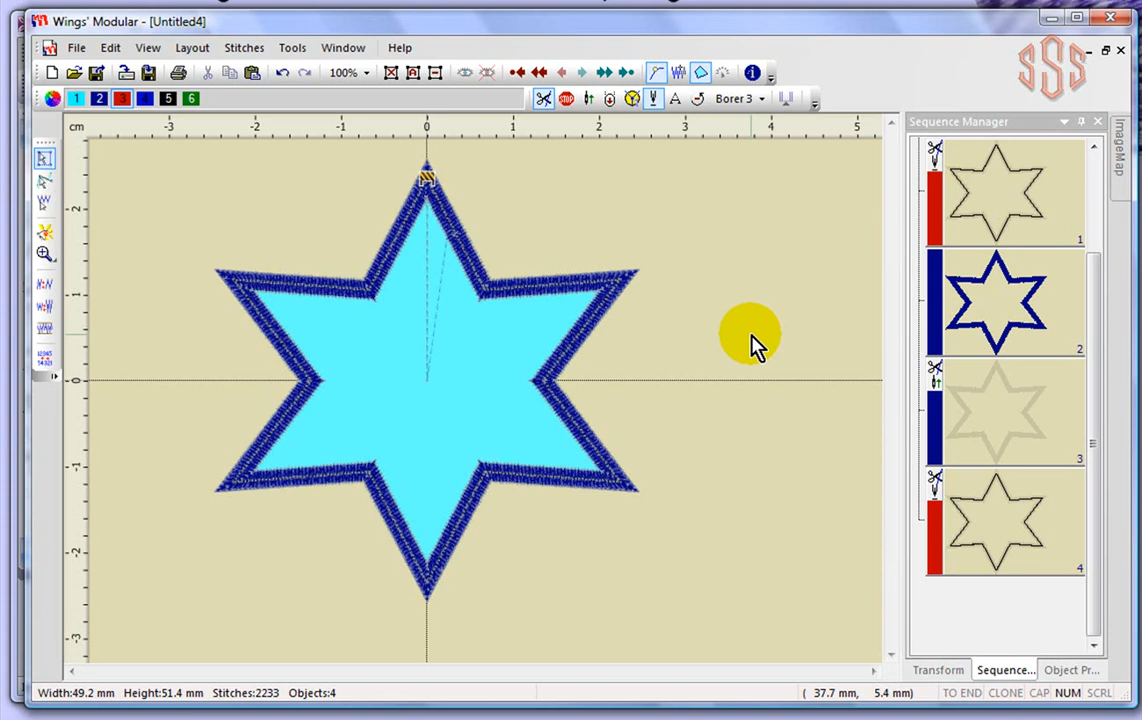 Wings' Modular - [Untitled4]
File Edit View Layout Stitches Tools Window Help
SSS
100%
1 2 3 4 5 6 Borer 3
cm -3 -2 -1 0 1 2 3 4 5
2
1
0
-1
-2
-3
Sequence Manager
ImageMap
1
2
3
4
Transform Sequence... Object Pr...
Width:49.2 mm Height:51.4 mm Stitches:2233 Objects:4 ( 37.7 mm, 5.4 mm) TO END CLONE CAP NUM SCRL